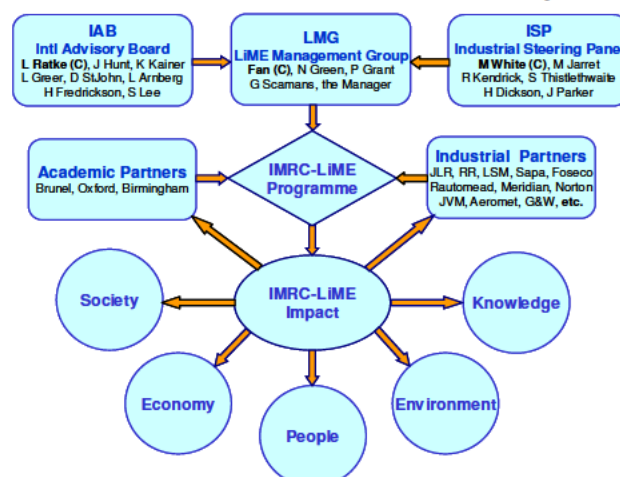 IAB
Intl Advisory Board
L Ratke (C), J Hunt, K Kainer
L Greer, D StJohn, L Arnberg
H Fredrickson, S Lee
LMG
LiME Management Group
Fan (C), N Green, P Grant
G Scamans, the Manager
ISP
Industrial Steering Pane
M White (C), M Jarret
R Kendrick, S Thistlethwaite
H Dickson, J Parker
Academic Partners
Brunel, Oxford, Birmingham
IMRC-LiME
Programme
Industrial Partners
JLR, RR, LSM, Sapa, Foseco
Rautomead, Meridian, Norton
JVM, Aeromet, G&W, etc.
Society
IMRC-LiME
Impact
Knowledge
Economy
People
Environment